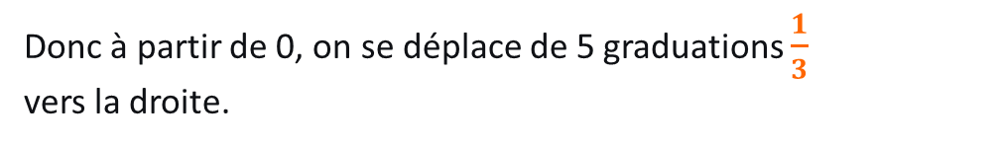 Donc à partir de 0, on se déplace de 5 graduations 1/3
vers la droite.